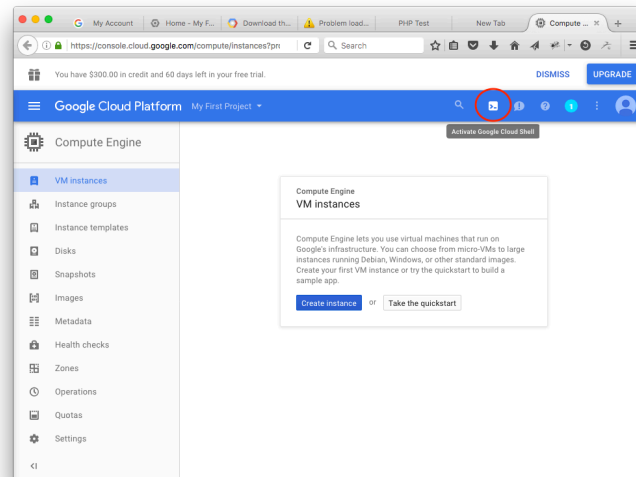 My Account
Home - My F...
Download th...
Problem load...
PHP Test
New Tab
Compute ...
https://console.cloud.google.com/compute/instances?pro
Search
You have $300.00 in credit and 60 days left in your free trial.
DISMISS
UPGRADE
Google Cloud Platform
My First Project
t
Activate Google Cloud Shell
Compute Engine
VM instances
Instance groups
Instance templates
Disks
Snapshots
Images
Metadata
Health checks
Zones
Operations
Quotas
Settings
Compute Engine
VM instances
Compute Engine lets you use virtual machines that run on
Google's infrastructure. You can choose from micro-VMs to large
instances running Debian, Windows, or other standard images.
Create your first VM instance or try the quickstart to build a
sample app.
Create instance or Take the quickstart